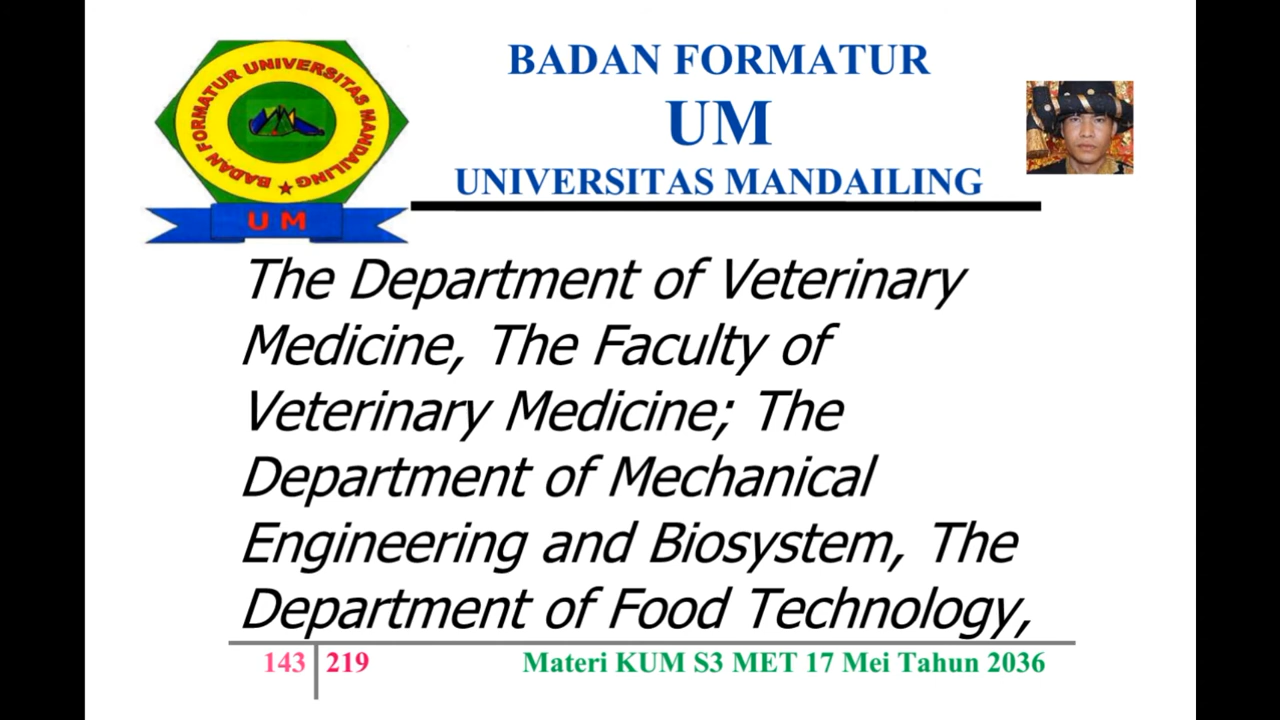 BADAN FORMATUR UNIVERSITAS MANDAILING
U M
BADAN FORMATUR
UM
UNIVERSITAS MANDAILING
The Department of Veterinary
Medicine, The Faculty of
Veterinary Medicine; The
Department of Mechanical
Engineering and Biosystem, The
Department of Food Technology,
143 219 Materi KUM S3 MET 17 Mei Tahun 2036